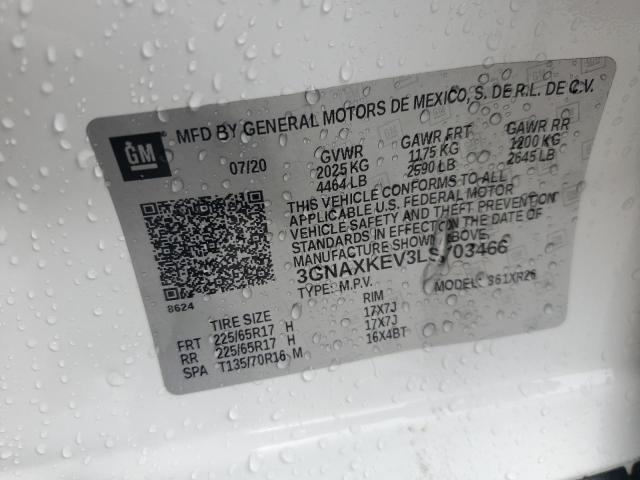 GM
MFD BY GENERAL MOTORS DE MEXICO, S. DE R.L. DE C.V.
07/20
GVWR GAWR FRT GAWR RR
2025 KG 1175 KG 1200 KG
4464 LB 2590 LB 2645 LB
THIS VEHICLE CONFORMS TO ALL
APPLICABLE U.S. FEDERAL MOTOR
VEHICLE SAFETY AND THEFT PREVENTION
STANDARDS IN EFFECT ON THE DATE OF
MANUFACTURE SHOWN ABOVE.
3GNAXKEV3LS703466
TYPE: M.P.V. MODEL: S61XR26
8624
TIRE SIZE RIM
FRT 225/65R17 H 17X7J
RR 225/65R17 H 17X7J
SPA T135/70R16 M 16X4BT